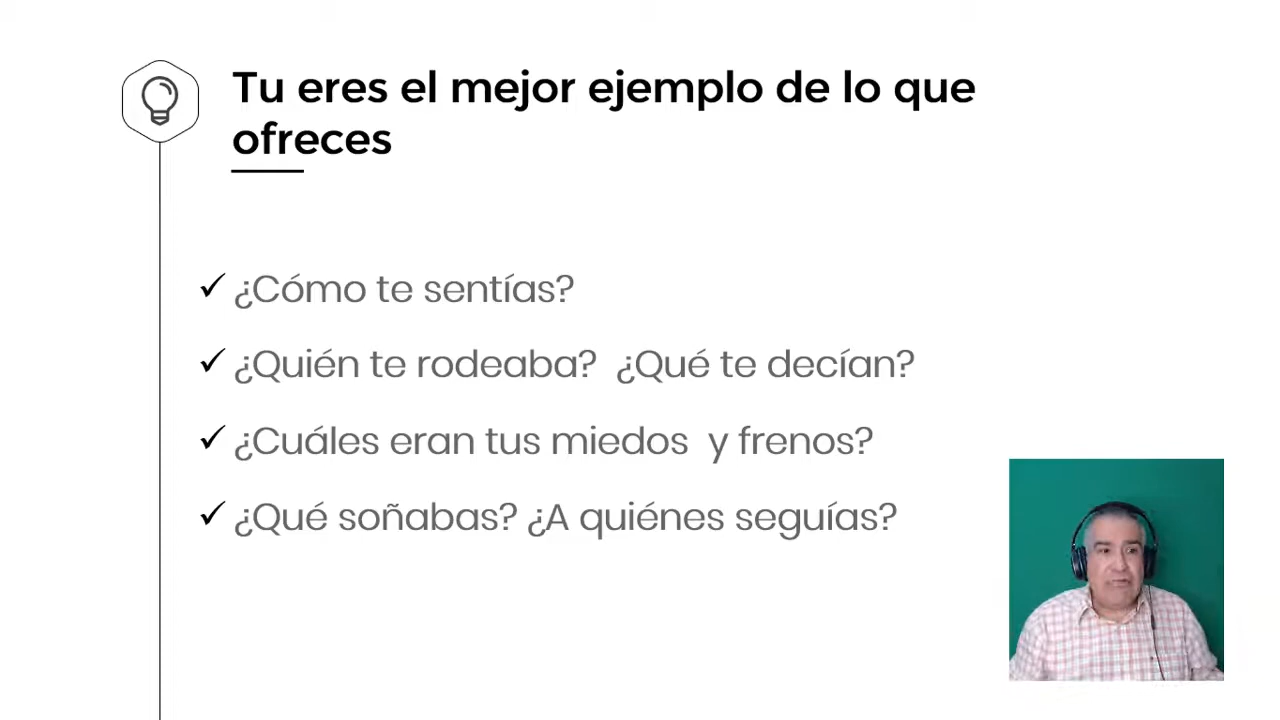 Tu eres el mejor ejemplo de lo que
ofreces
¿Cómo te sentías?
¿Quién te rodeaba? ¿Qué te decían?
¿Cuáles eran tus miedos y frenos?
¿Qué soñabas? ¿A quiénes seguías?